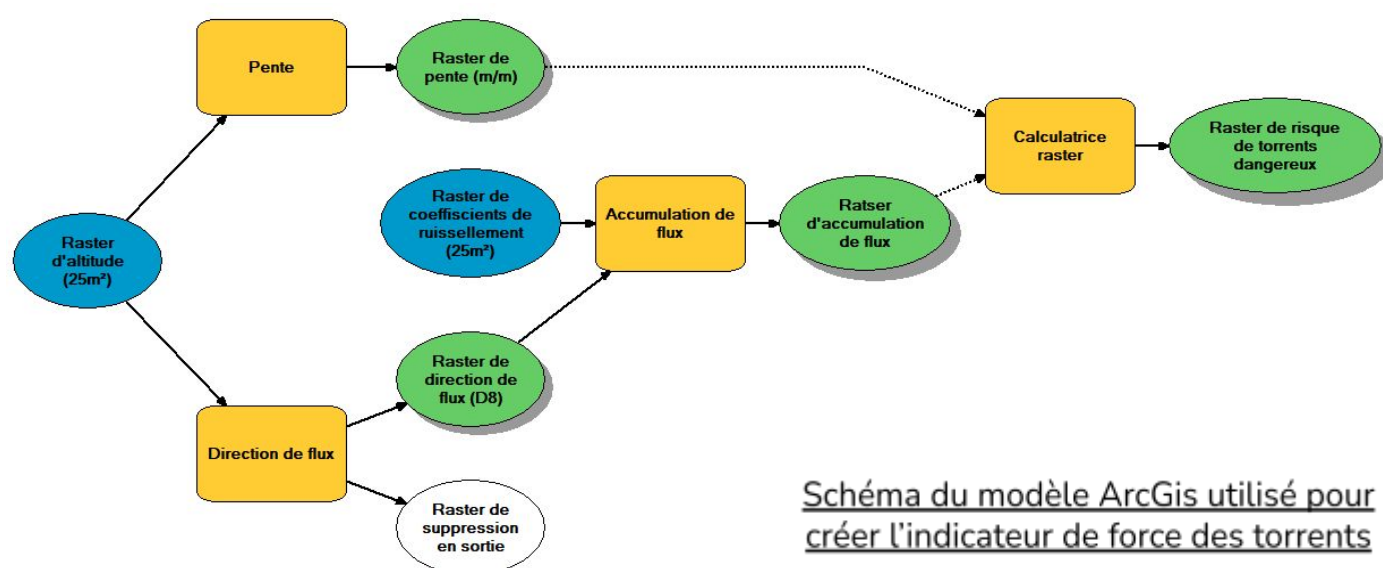 Pente
Raster de
pente (m/m)
Calculatrice
raster
Raster de risque
de torrents
dangereux
Raster de
coeffiscients de
ruissellement
(25m²)
Accumulation de
flux
Ratser
d'accumulation
de flux
Raster
d'altitude
(25m²)
Raster de
direction de
flux (D8)
Direction de flux
Raster de
suppression
en sortie
Schéma du modèle ArcGis utilisé pour
créer l'indicateur de force des torrents